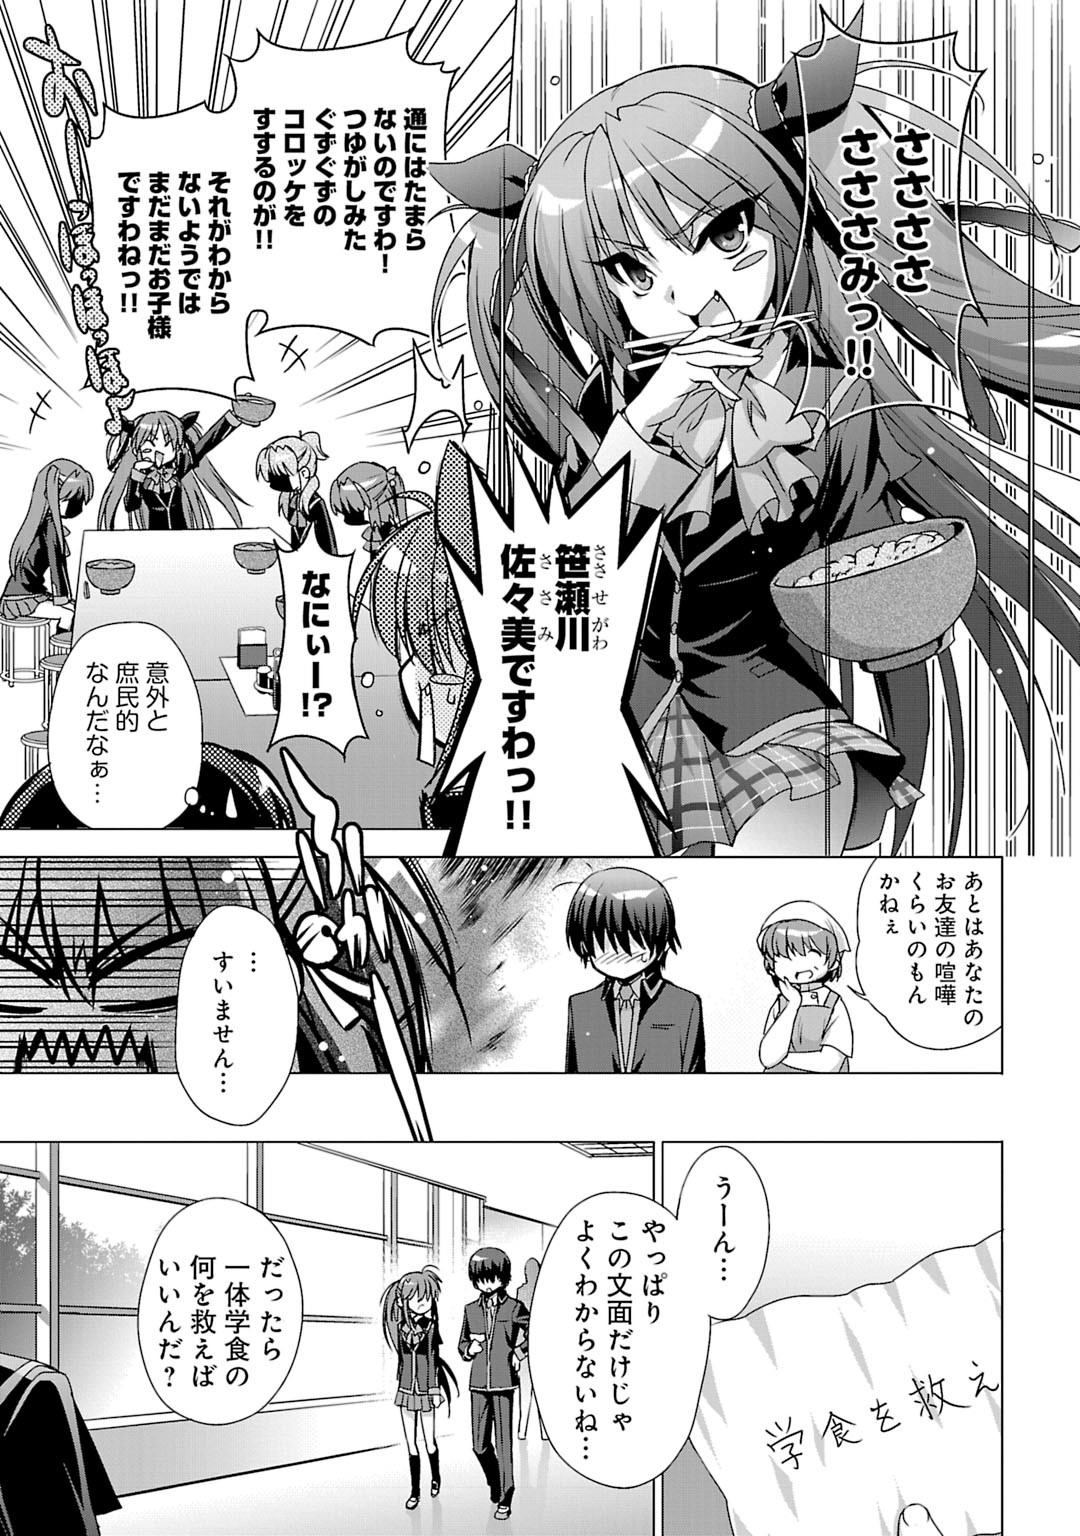 さささささ
ささささみっ!!
笹瀬川
ささせがわ
佐々美ですわっ!!
ささみ
通にはたまら
ないのですわ!
つゆがしみた
ぐずぐずの
コロッケを
すするのが!!
それがわから
ないようでは
まだまだお子様
ですわねっ!!
おーっほっほっほっほ
なにぃー!?
意外と
庶民的
なんだなぁ
…
あとはあなたの
お友達の喧嘩
くらいのもん
かねぇ
…
すいません…
うーん…
やっぱり
この文面だけじゃ
よくわからないね…
学食を救え
だったら
一体学食の
何を救えば
いいんだ?